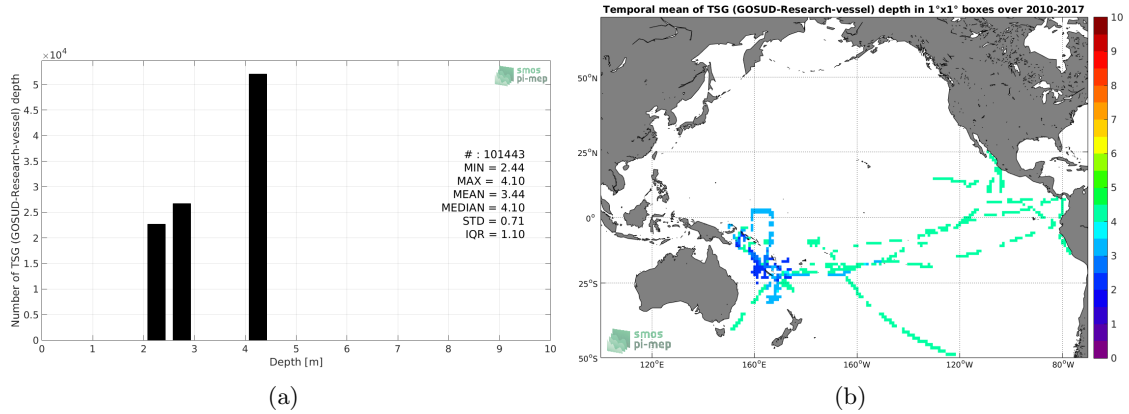 ×10⁴
Number of TSG (GOSUD-Research-vessel) depth
5
4.5
4
3.5
3
2.5
2
1.5
1
0.5
0
0 1 2 3 4 5 6 7 8 9 10
Depth [m]
smos
pi-mep
# : 101443
MIN = 2.44
MAX = 4.10
MEAN = 3.44
MEDIAN = 4.10
STD = 0.71
IQR = 1.10
(a)
Temporal mean of TSG (GOSUD-Research-vessel) depth in 1°x1° boxes over 2010-2017
50°N
25°N
0°
25°S
50°S
120°E 160°E 160°W 120°W 80°W
smos
pi-mep
10
9
8
7
6
5
4
3
2
1
0
(b)